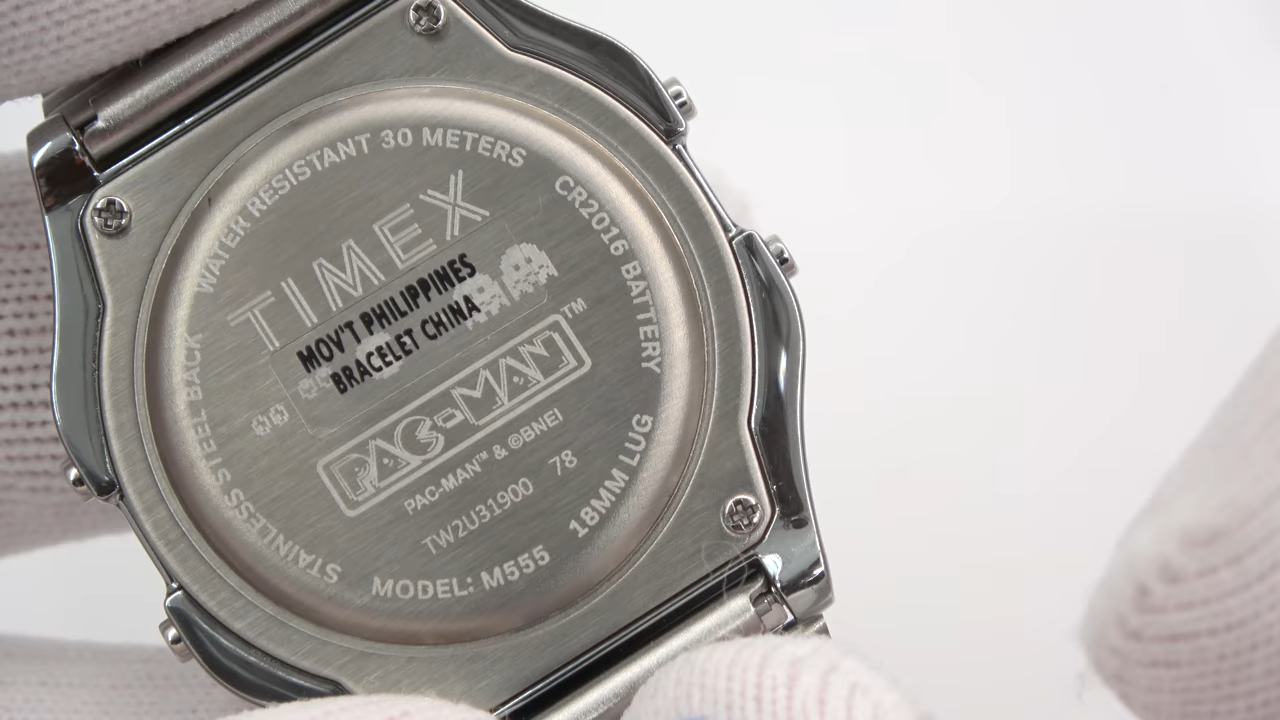 WATER RESISTANT 30 METERS
CR2016 BATTERY
18MM LUG
MODEL: M555
STAINLESS STEEL BACK
TIMEX
MOV'T PHILIPPINES
BRACELET CHINA
PAC-MAN™
PAC-MAN™ & ©BNEI
TW2U31900 78